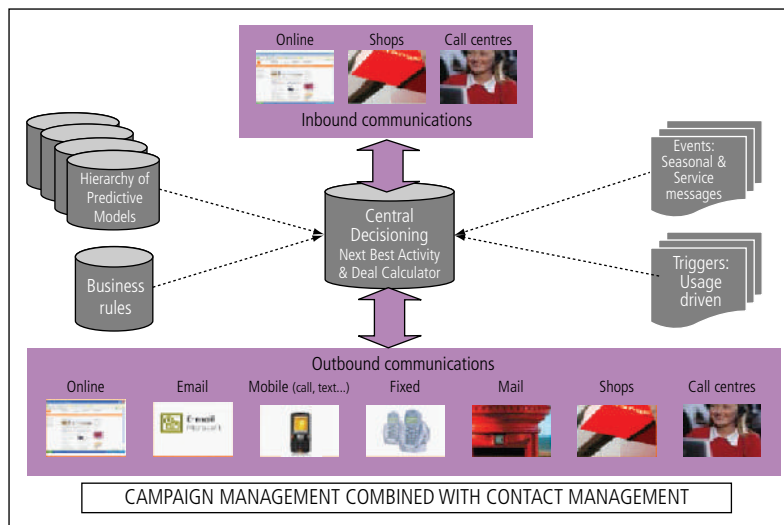 Online
Shops
Call centres
Inbound communications
Hierarchy of
Predictive
Models
Business
rules
Central
Decisioning
Next Best Activity
& Deal Calculator
Events:
Seasonal &
Service
messages
Triggers:
Usage
driven
Outbound communications
Online
Email
Mobile (call, text...)
Fixed
Mail
Shops
Call centres
E-mail
CAMPAIGN MANAGEMENT COMBINED WITH CONTACT MANAGEMENT